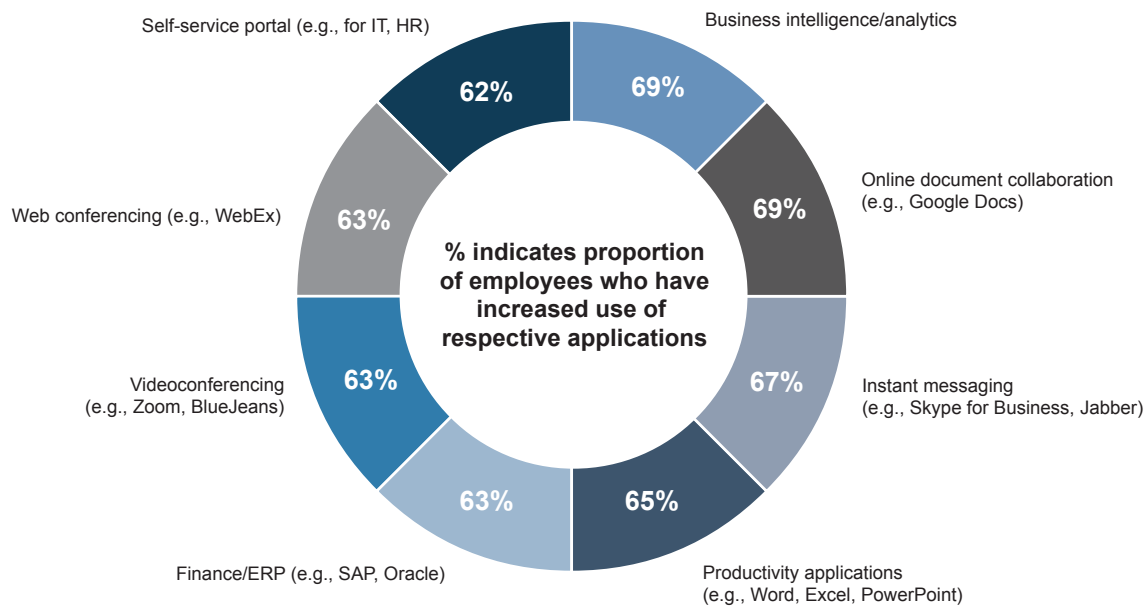 Self-service portal (e.g., for IT, HR)
62%
Business intelligence/analytics
69%
Online document collaboration
(e.g., Google Docs)
69%
Instant messaging
(e.g., Skype for Business, Jabber)
67%
Productivity applications
(e.g., Word, Excel, PowerPoint)
65%
Finance/ERP (e.g., SAP, Oracle)
63%
Videoconferencing
(e.g., Zoom, BlueJeans)
63%
Web conferencing (e.g., WebEx)
63%
% indicates proportion
of employees who have
increased use of
respective applications